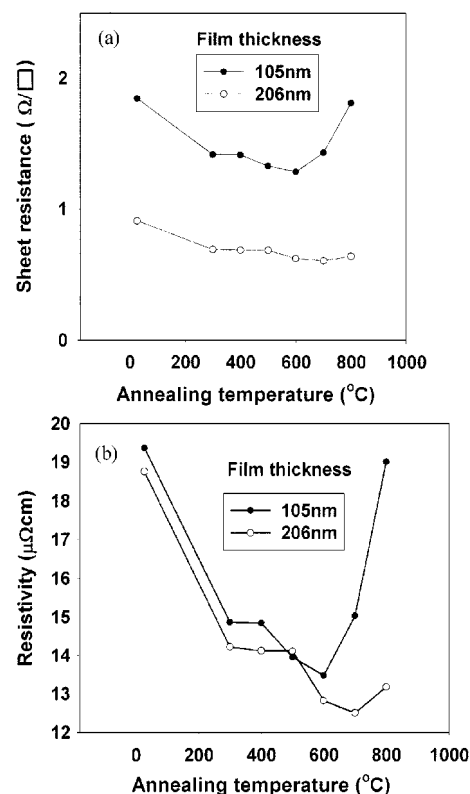 (a)
Film thickness
105nm
206nm
Sheet resistance ( Ω/□)
2
1
0
0 200 400 600 800 1000
Annealing temperature (°C)
(b)
Film thickness
105nm
206nm
Resistivity (μΩcm)
20
19
18
17
16
15
14
13
12
0 200 400 600 800 1000
Annealing temperature (°C)